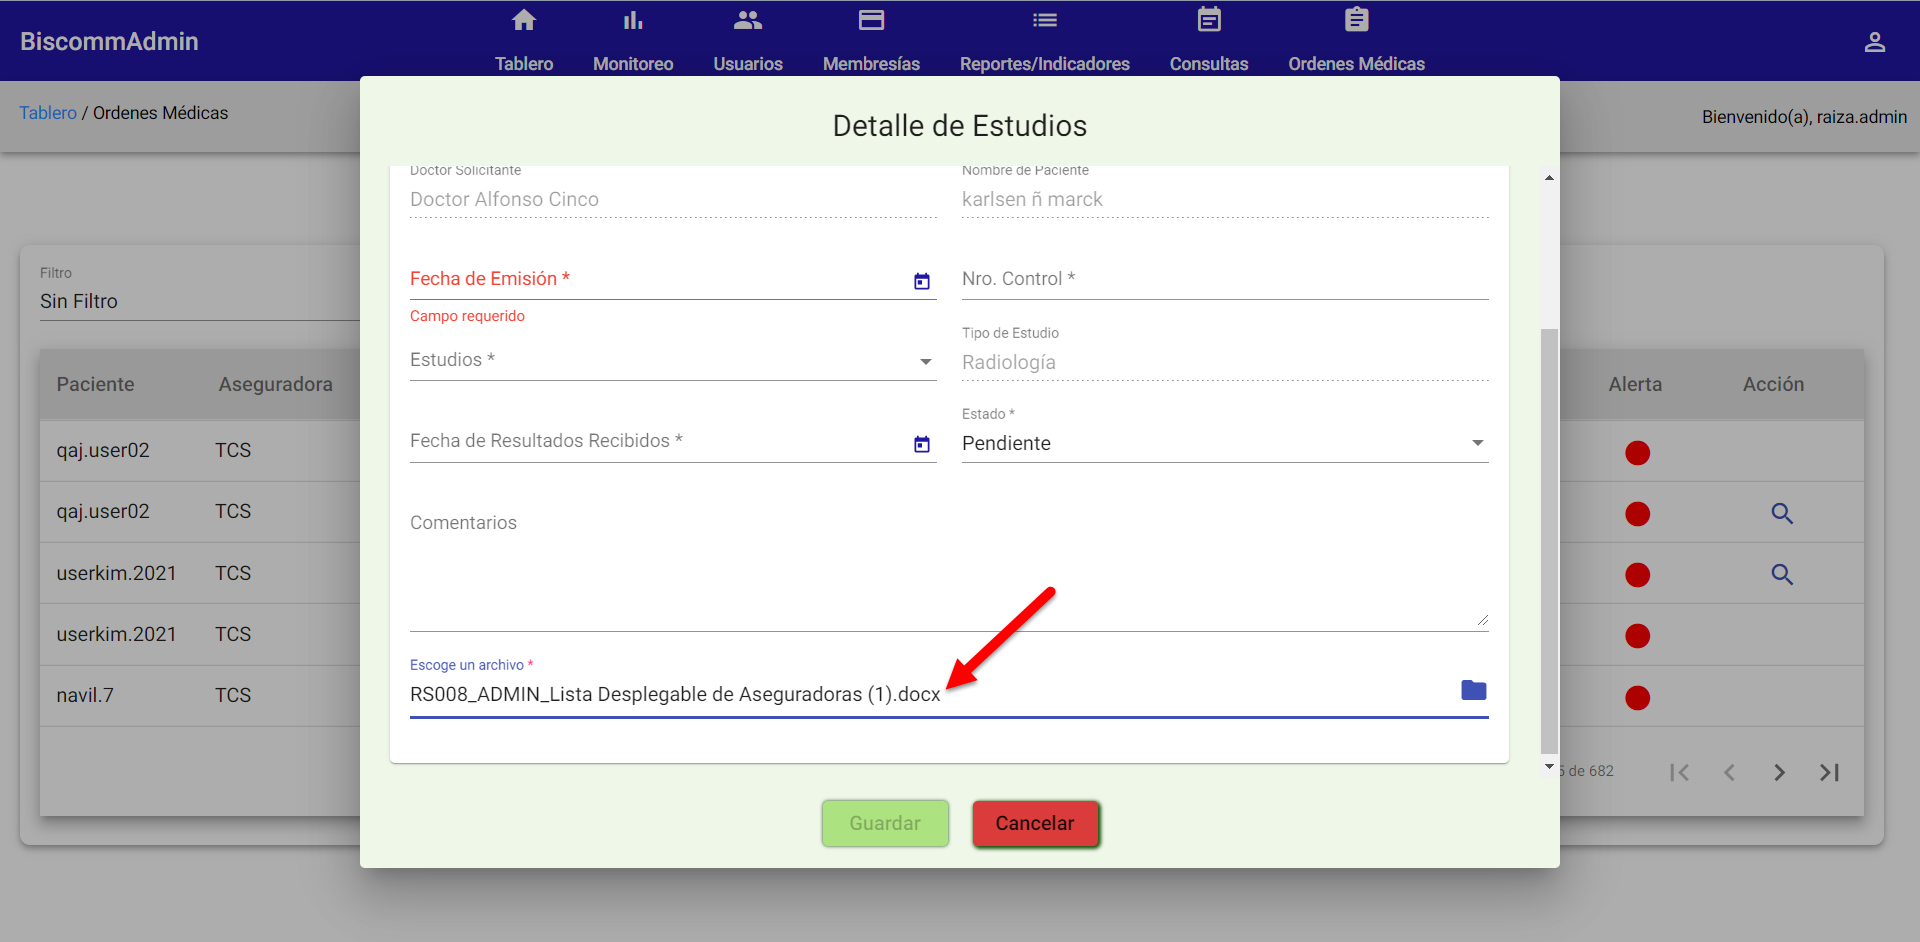 BiscommAdmin
Tablero
Monitoreo
Usuarios
Membresías
Reportes/Indicadores
Consultas
Ordenes Médicas
Tablero / Ordenes Médicas
Bienvenido(a), raiza.admin
Filtro
Sin Filtro
Paciente Aseguradora Alerta Acción
qaj.user02 TCS
qaj.user02 TCS
userkim.2021 TCS
userkim.2021 TCS
navil.7 TCS
5 de 682
Detalle de Estudios
Doctor Solicitante
Doctor Alfonso Cinco
Nombre de Paciente
karlsen ñ marck
Fecha de Emisión *
Campo requerido
Nro. Control *
Estudios *
Tipo de Estudio
Radiología
Fecha de Resultados Recibidos *
Estado *
Pendiente
Comentarios
Escoge un archivo *
RS008_ADMIN_Lista Desplegable de Aseguradoras (1).docx
Guardar
Cancelar